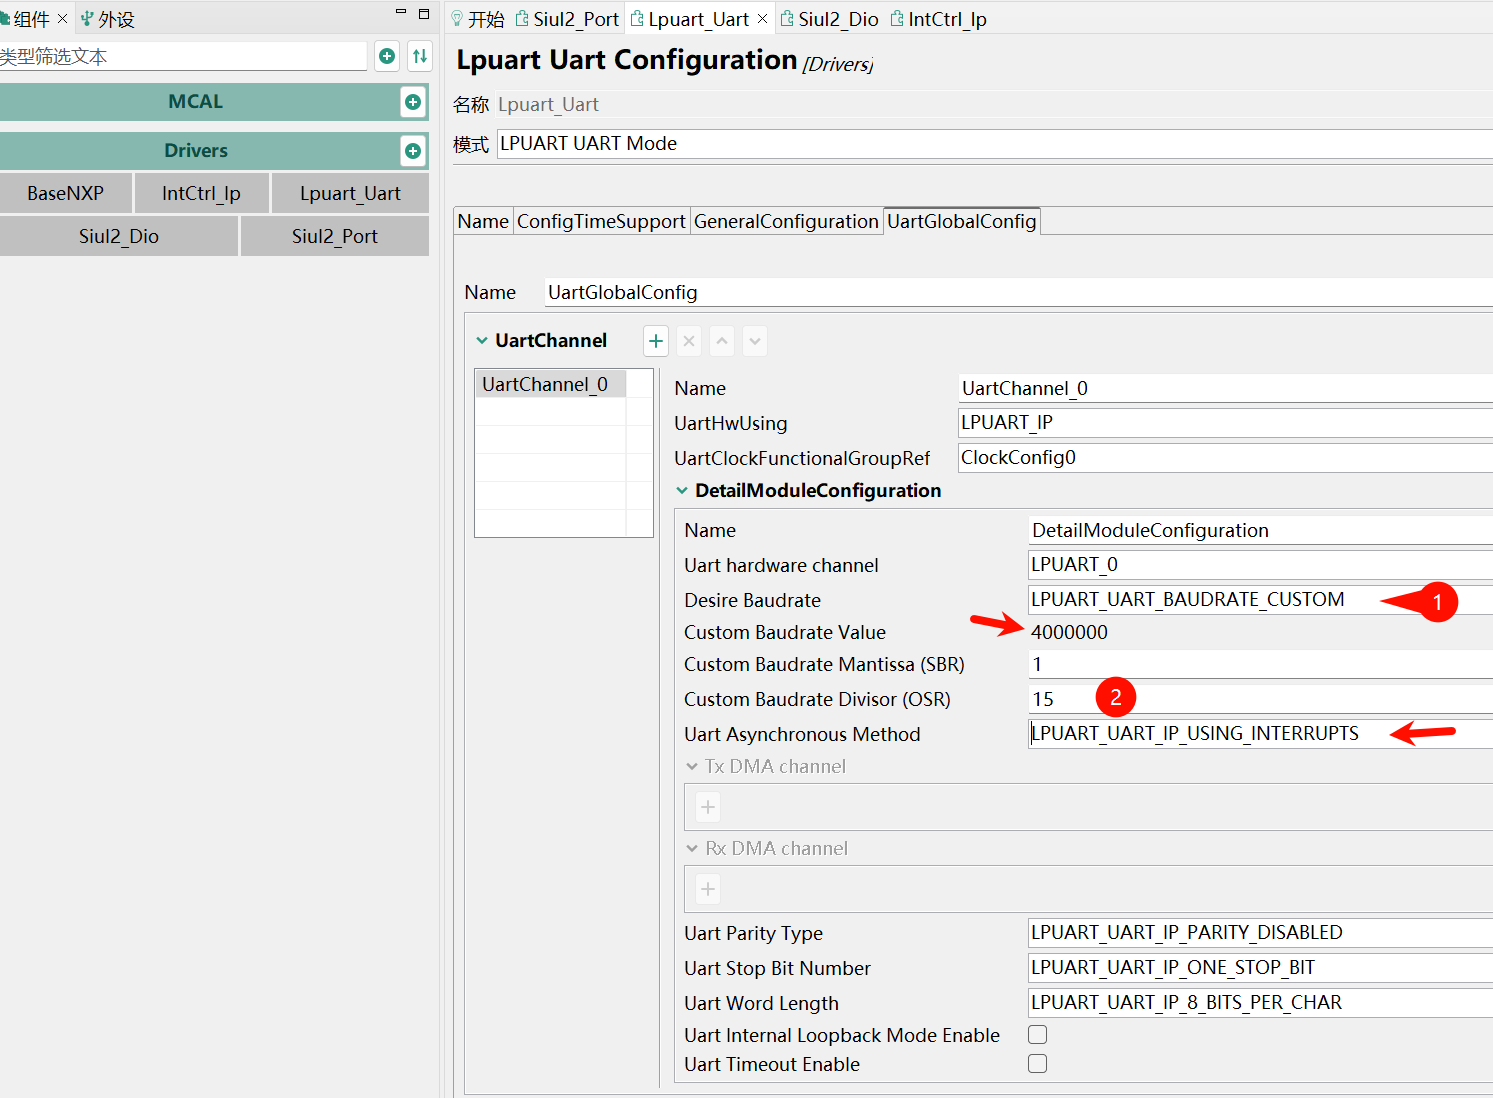 组件
外设
类型筛选文本
MCAL
Drivers
BaseNXP
IntCtrl_Ip
Lpuart_Uart
Siul2_Dio
Siul2_Port
开始
Siul2_Port
Lpuart_Uart
Siul2_Dio
IntCtrl_Ip
Lpuart Uart Configuration [Drivers]
名称 Lpuart_Uart
模式 LPUART UART Mode
Name
ConfigTimeSupport
GeneralConfiguration
UartGlobalConfig
Name UartGlobalConfig
UartChannel
UartChannel_0
Name UartChannel_0
UartHwUsing LPUART_IP
UartClockFunctionalGroupRef ClockConfig0
DetailModuleConfiguration
Name DetailModuleConfiguration
Uart hardware channel LPUART_0
Desire Baudrate LPUART_UART_BAUDRATE_CUSTOM 1
Custom Baudrate Value 4000000
Custom Baudrate Mantissa (SBR) 1
Custom Baudrate Divisor (OSR) 15 2
Uart Asynchronous Method LPUART_UART_IP_USING_INTERRUPTS
Tx DMA channel
Rx DMA channel
Uart Parity Type LPUART_UART_IP_PARITY_DISABLED
Uart Stop Bit Number LPUART_UART_IP_ONE_STOP_BIT
Uart Word Length LPUART_UART_IP_8_BITS_PER_CHAR
Uart Internal Loopback Mode Enable
Uart Timeout Enable